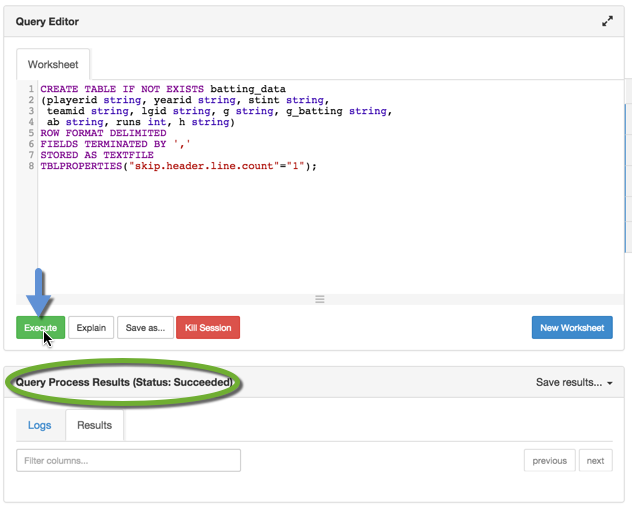 Query Editor
Worksheet
1 CREATE TABLE IF NOT EXISTS batting_data
2 (playerid string, yearid string, stint string,
3 teamid string, lgid string, g string, g_batting string,
4 ab string, runs int, h string)
5 ROW FORMAT DELIMITED
6 FIELDS TERMINATED BY ','
7 STORED AS TEXTFILE
8 TBLPROPERTIES("skip.header.line.count"="1");
Execute Explain Save as... Kill Session New Worksheet
Query Process Results (Status: Succeeded) Save results...
Logs Results
Filter columns... previous next